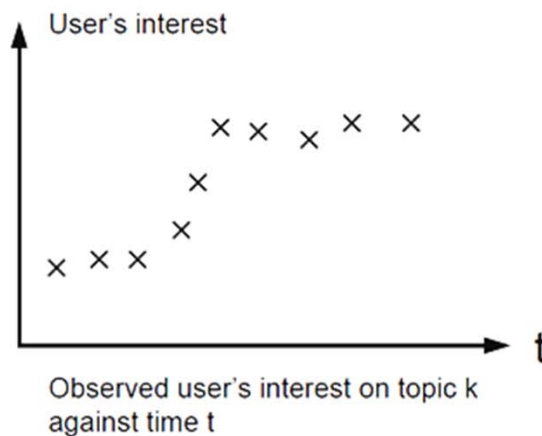 User's interest
t
Observed user's interest on topic k
against time t